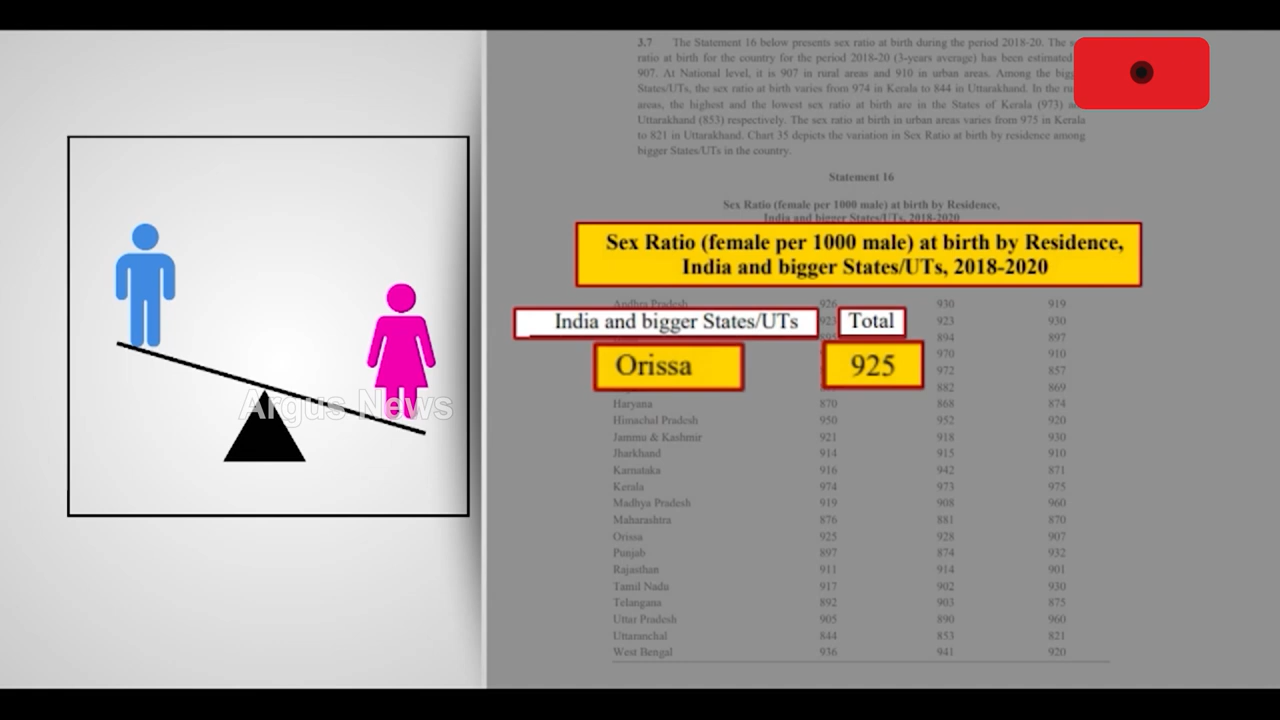 3.7 The Statement 16 below presents sex ratio at birth during the period 2018-20. The
ratio at birth for the country for the period 2018-20 (3-years average) has been estimated
907. At National level, it is 907 in rural areas and 910 in urban areas. Among the
States/UTs, the sex ratio at birth varies from 974 in Kerala to 844 in Uttarakhand. In the
areas, the highest and the lowest sex ratio at birth are in the States of Kerala (973)
Uttarakhand (853) respectively. The sex ratio at birth in urban areas varies from 975 in Kerala
to 821 in Uttarakhand. Chart 35 depicts the variation in Sex Ratio at birth by residence among
bigger States/UTs in the country.
Statement 16
Sex Ratio (female per 1000 male) at birth by Residence,
India and bigger States/UTs, 2018-2020
Sex Ratio (female per 1000 male) at birth by Residence,
India and bigger States/UTs, 2018-2020
Andhra Pradesh 926 930 919
India and bigger States/UTs Total
923 923 930
894 897
Orissa 925
970 910
972 857
882 869
Haryana 870 868 874
Himachal Pradesh 950 952 920
Jammu & Kashmir 921 918 930
Jharkhand 914 915 910
Karnataka 916 942 871
Kerala 974 973 975
Madhya Pradesh 919 908 960
Maharashtra 876 881 870
Orissa 925 928 907
Punjab 897 874 932
Rajasthan 911 914 901
Tamil Nadu 917 902 930
Telangana 892 903 875
Uttar Pradesh 905 890 960
Uttaranchal 844 853 821
West Bengal 936 941 920
Argus News